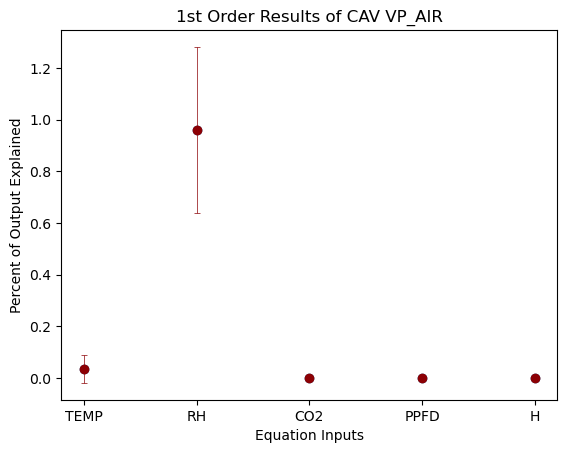 1st Order Results of CAV VP_AIR
Percent of Output Explained
1.2
1.0
0.8
0.6
0.4
0.2
0.0
TEMP RH CO2 PPFD H
Equation Inputs